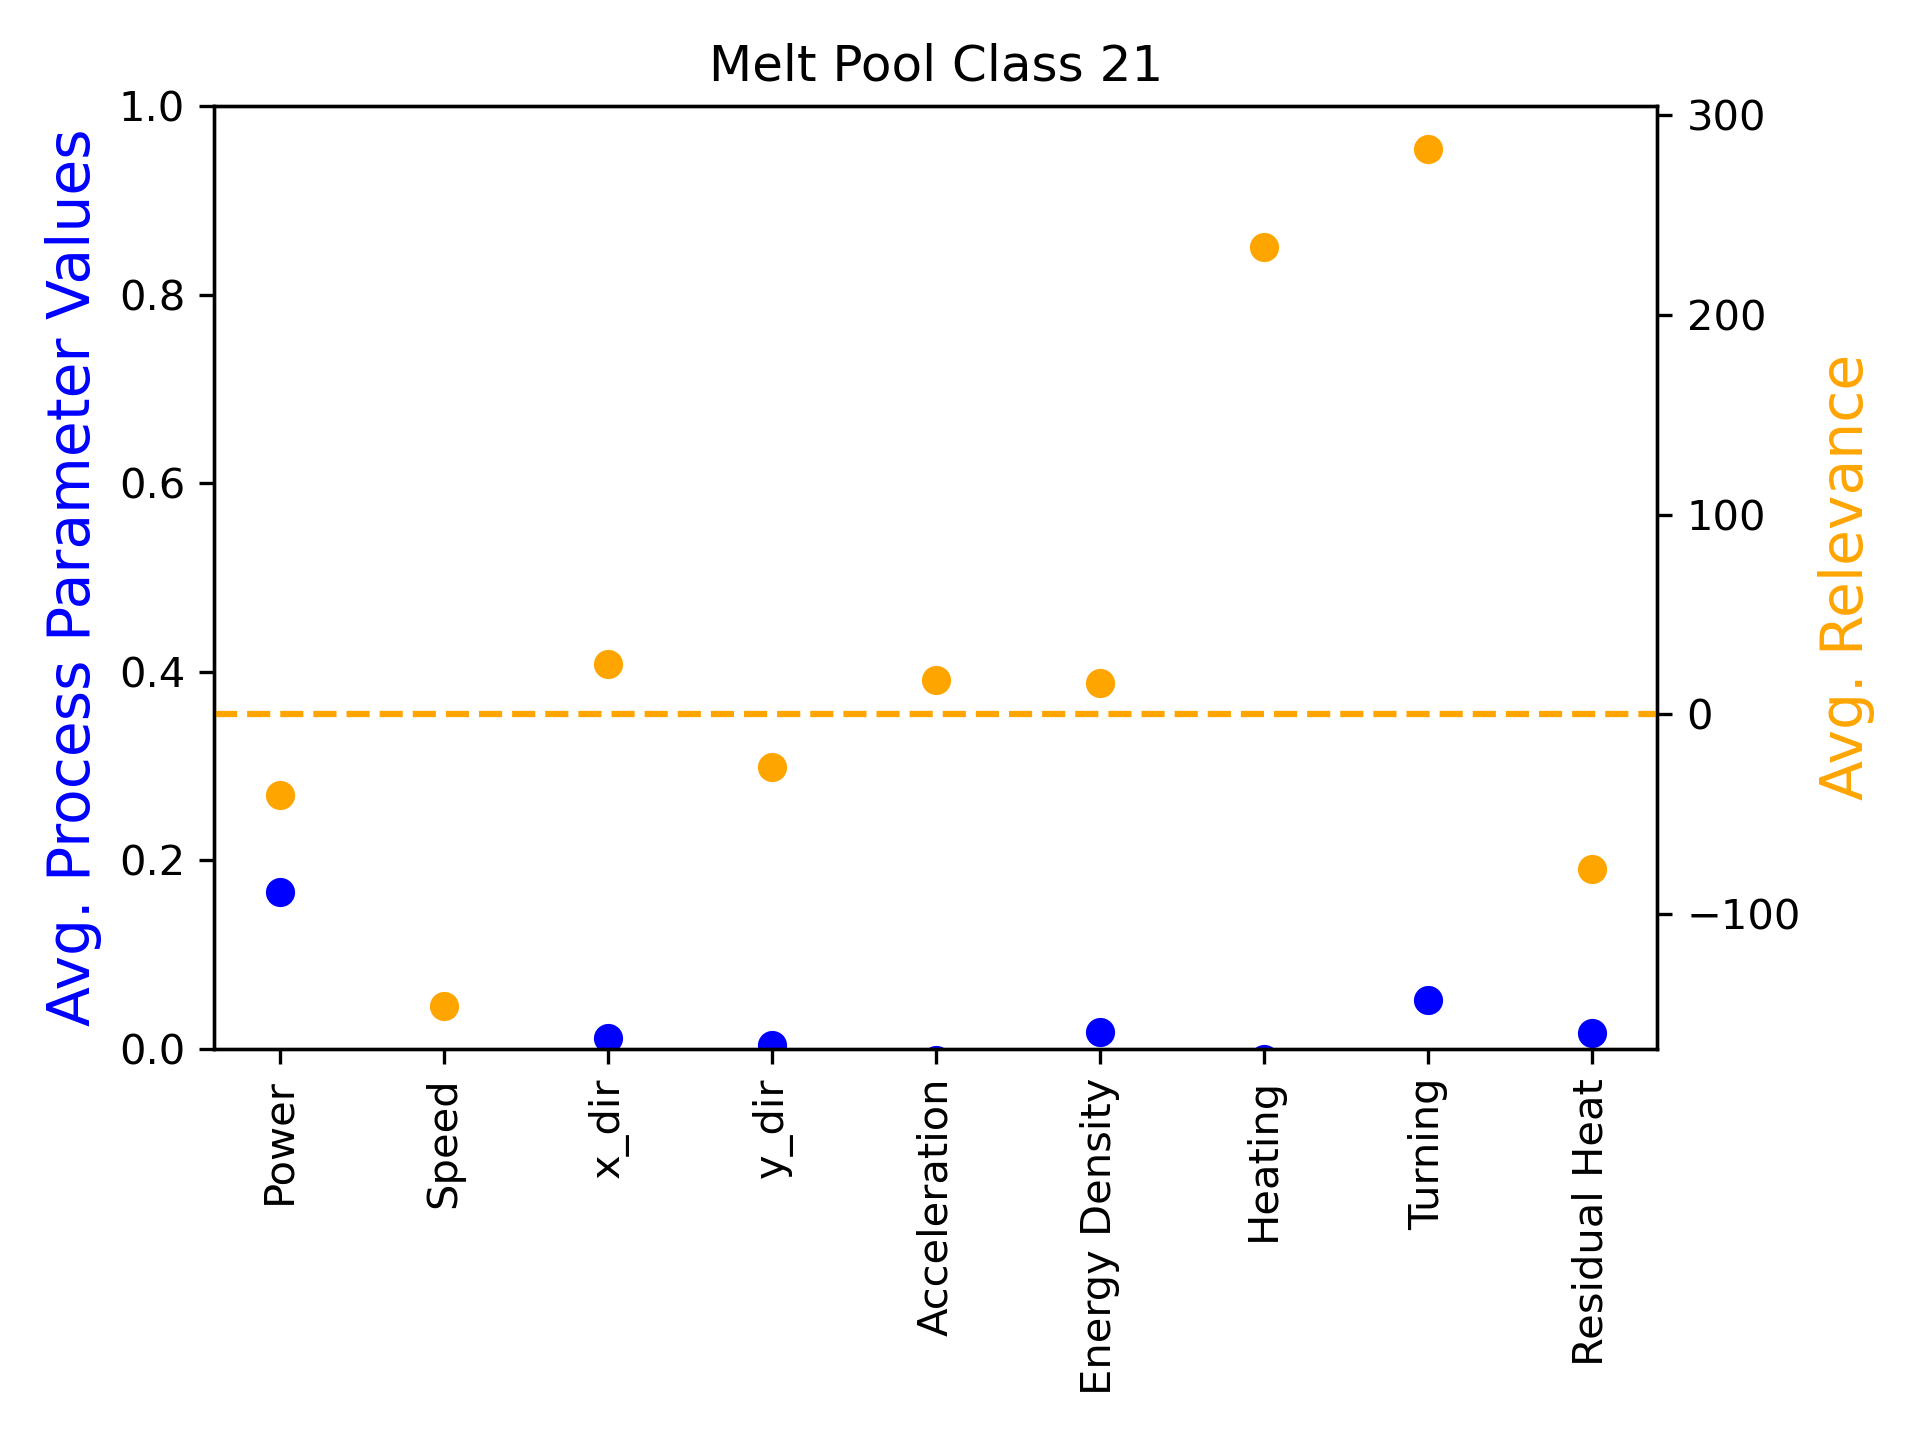 Melt Pool Class 21
Avg. Process Parameter Values
1.0
0.8
0.6
0.4
0.2
0.0
300
200
100
0
−100
Avg. Relevance
Power
Speed
x_dir
y_dir
Acceleration
Energy Density
Heating
Turning
Residual Heat